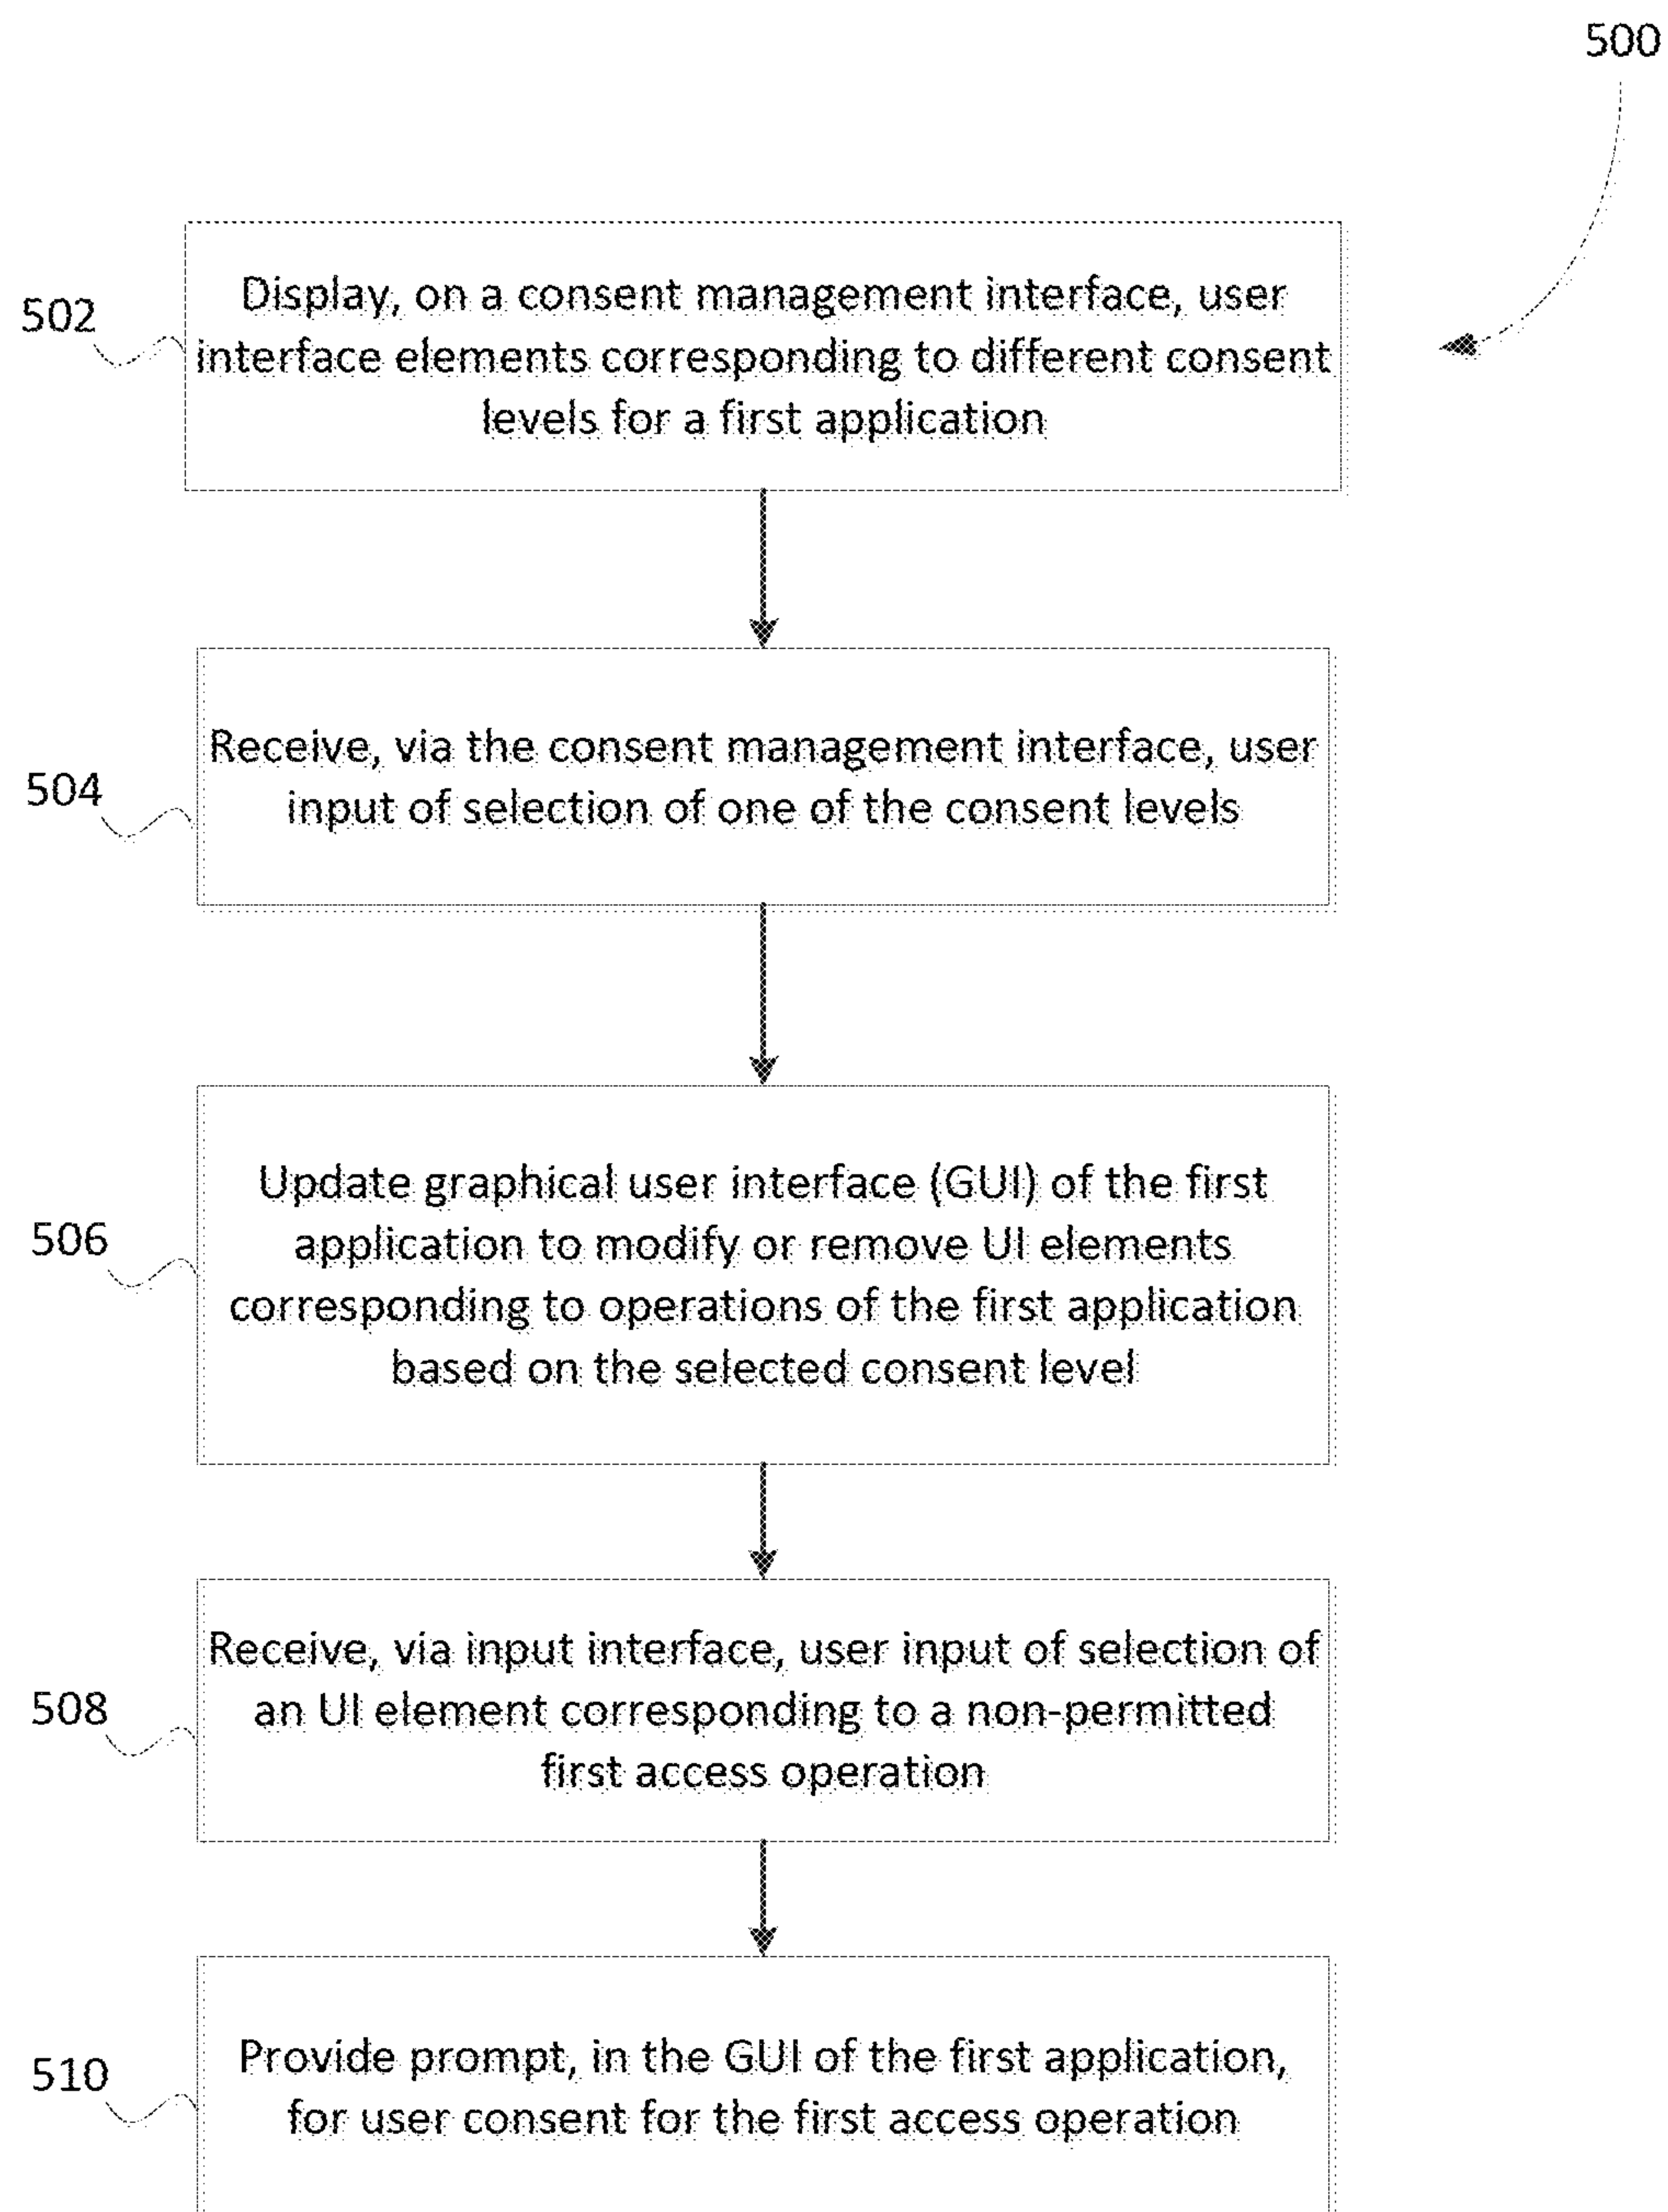 500
502
Display, on a consent management interface, user
interface elements corresponding to different consent
levels for a first application
504
Receive, via the consent management interface, user
input of selection of one of the consent levels
506
Update graphical user interface (GUI) of the first
application to modify or remove UI elements
corresponding to operations of the first application
based on the selected consent level
508
Receive, via input interface, user input of selection of
an UI element corresponding to a non-permitted
first access operation
510
Provide prompt, in the GUI of the first application,
for user consent for the first access operation